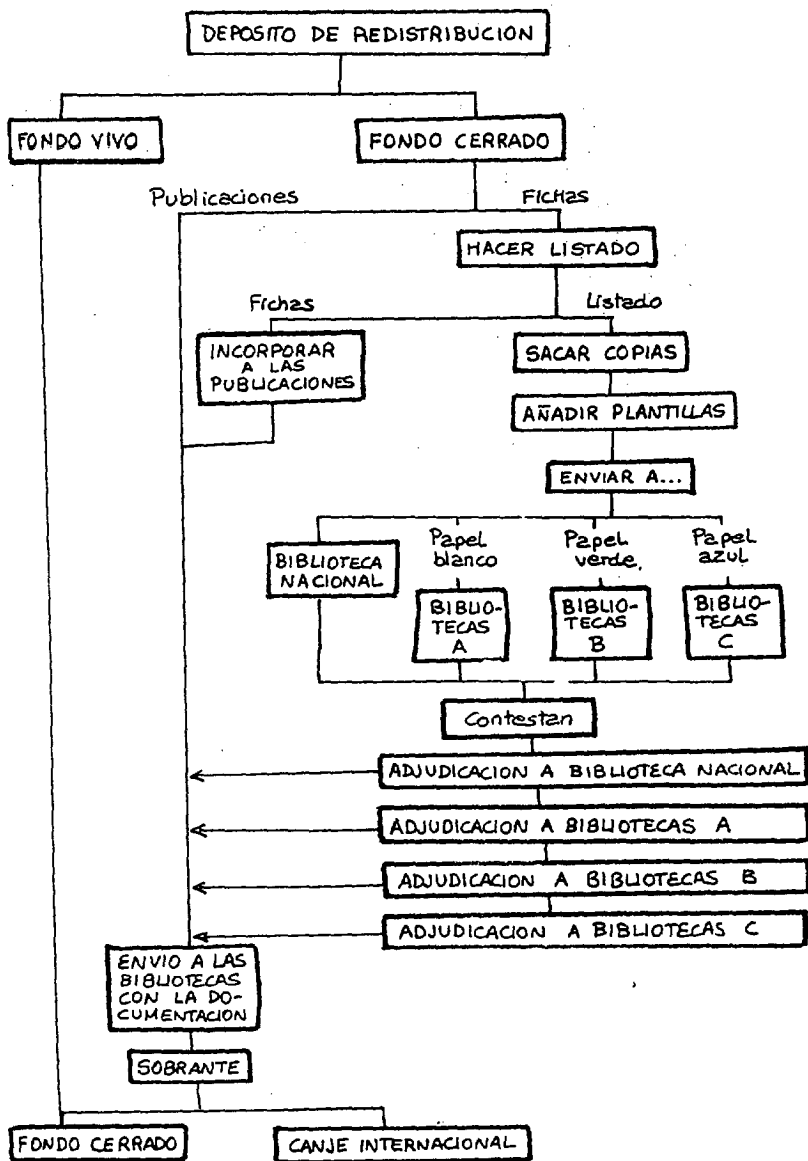 DEPOSITO DE REDISTRIBUCION
FONDO VIVO
FONDO CERRADO
Publicaciones
Fichas
HACER LISTADO
Fichas
Listado
INCORPORAR
A LAS
PUBLICACIONES
SACAR COPIAS
AÑADIR PLANTILLAS
ENVIAR A...
BIBLIOTECA
NACIONAL
Papel
blanco
Papel
verde
Papel
azul
BIBLIO-
TECAS
A
BIBLIO-
TECAS
B
BIBLIO-
TECAS
C
Contestan
ADJUDICACION A BIBLIOTECA NACIONAL
ADJUDICACION A BIBLIOTECAS A
ADJUDICACION A BIBLIOTECAS B
ADJUDICACION A BIBLIOTECAS C
ENVIO A LAS
BIBLIOTECAS
CON LA DO-
CUMENTACION
SOBRANTE
FONDO CERRADO
CANJE INTERNACIONAL